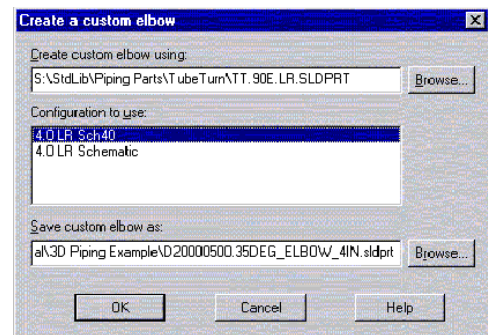 Create a custom elbow
Create custom elbow using:
S:\StdLib\Piping Parts\TubeTurn\TT.90E.LR.SLDPRT
Browse...
Configuration to use:
4.0 LR Sch40
4.0 LR Schematic
Save custom elbow as:
al\3D Piping Example\D20000500.35DEG_ELBOW_4IN.sldprt
Browse...
OK Cancel Help